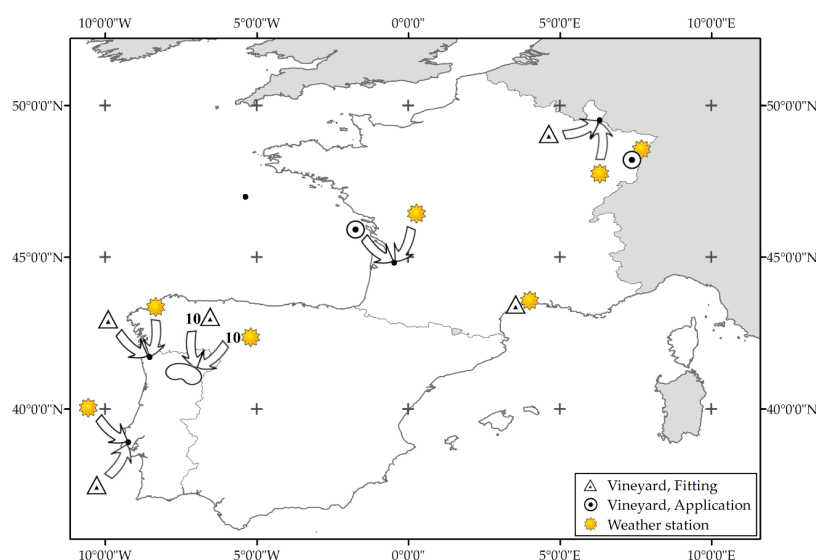 10°0'0"W 5°0'0"W 0°0'0" 5°0'0"E 10°0'0"E
50°0'0"N 50°0'0"N
45°0'0"N 45°0'0"N
10
10
40°0'0"N 40°0'0"N
Vineyard, Fitting
Vineyard, Application
Weather station
10°0'0"W 5°0'0"W 0°0'0" 5°0'0"E 10°0'0"E